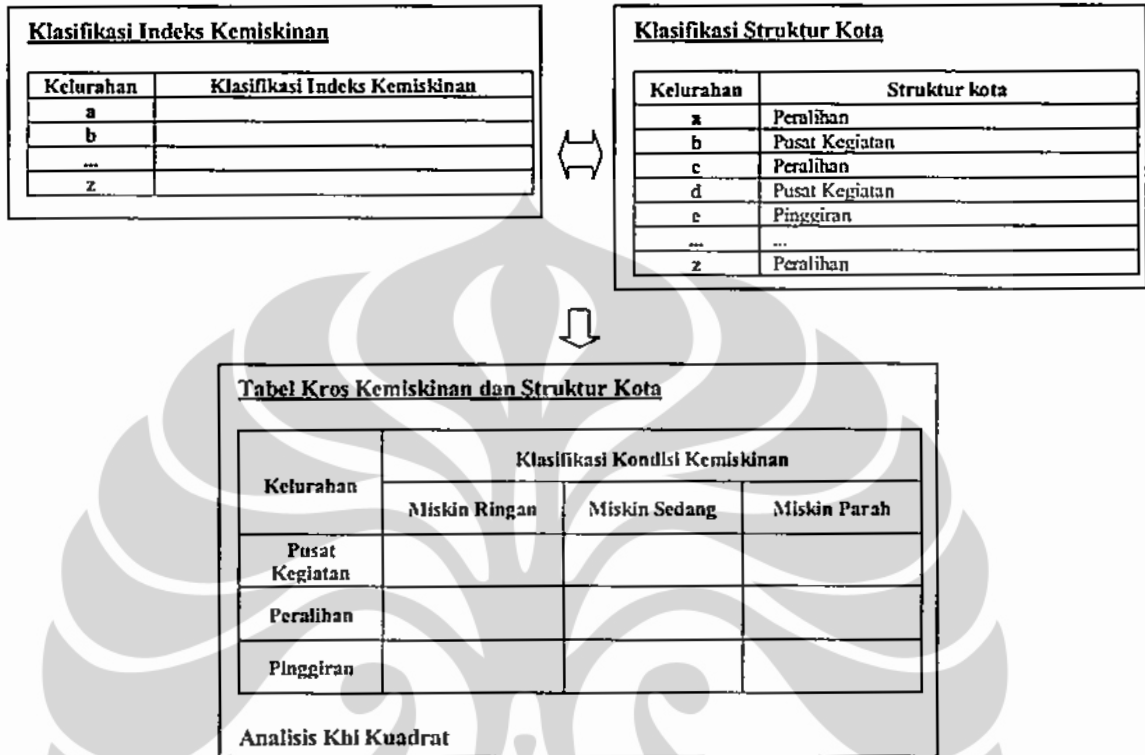 Klasifikasi Indeks Kemiskinan
Kelurahan Klasifikasi Indeks Kemiskinan
a
b
...
z
Klasifikasi Struktur Kota
Kelurahan Struktur kota
a Peralihan
b Pusat Kegiatan
c Peralihan
d Pusat Kegiatan
e Pinggiran
... ...
z Peralihan
Tabel Kros Kemiskinan dan Struktur Kota
Kelurahan Klasifikasi Kondisi Kemiskinan
Miskin Ringan Miskin Sedang Miskin Parah
Pusat
Kegiatan
Peralihan
Pinggiran
Analisis Khi Kuadrat